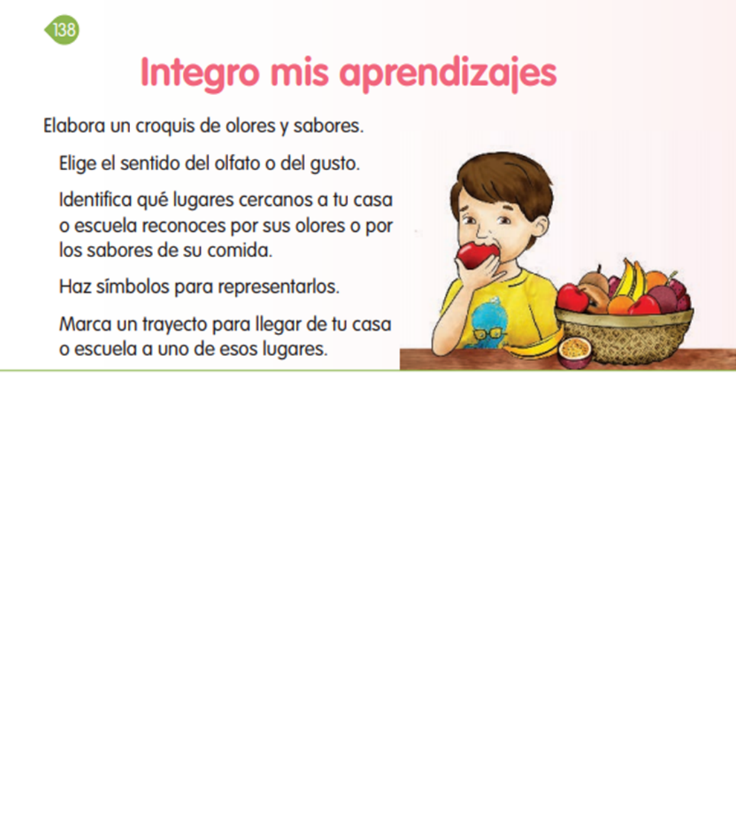 138
Integro mis aprendizajes
Elabora un croquis de olores y sabores.
Elige el sentido del olfato o del gusto.
Identifica qué lugares cercanos a tu casa
o escuela reconoces por sus olores o por
los sabores de su comida.
Haz símbolos para representarlos.
Marca un trayecto para llegar de tu casa
o escuela a uno de esos lugares.